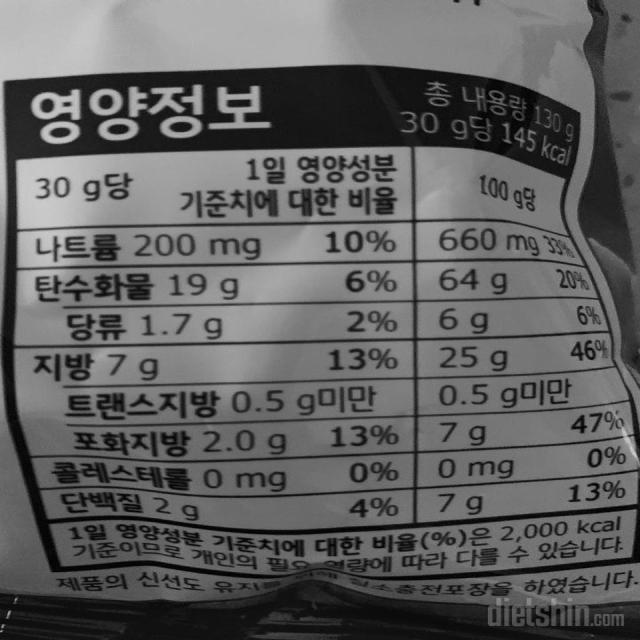 영양정보
총 내용량 130 g
30 g당 145 kcal
30 g당 1일 영양성분 기준치에 대한 비율 100 g당
나트륨 200 mg 10% 660 mg 33%
탄수화물 19 g 6% 64 g 20%
당류 1.7 g 2% 6 g 6%
지방 7 g 13% 25 g 46%
트랜스지방 0.5 g미만 0.5 g미만
포화지방 2.0 g 13% 7 g 47%
콜레스테롤 0 mg 0% 0 mg 0%
단백질 2 g 4% 7 g 13%
1일 영양성분 기준치에 대한 비율(%)은 2,000 kcal
기준이므로 개인의 필요 열량에 따라 다를 수 있습니다.
제품의 신선도 유지를 위해 질소충전포장을 하였습니다.
dietshin.com